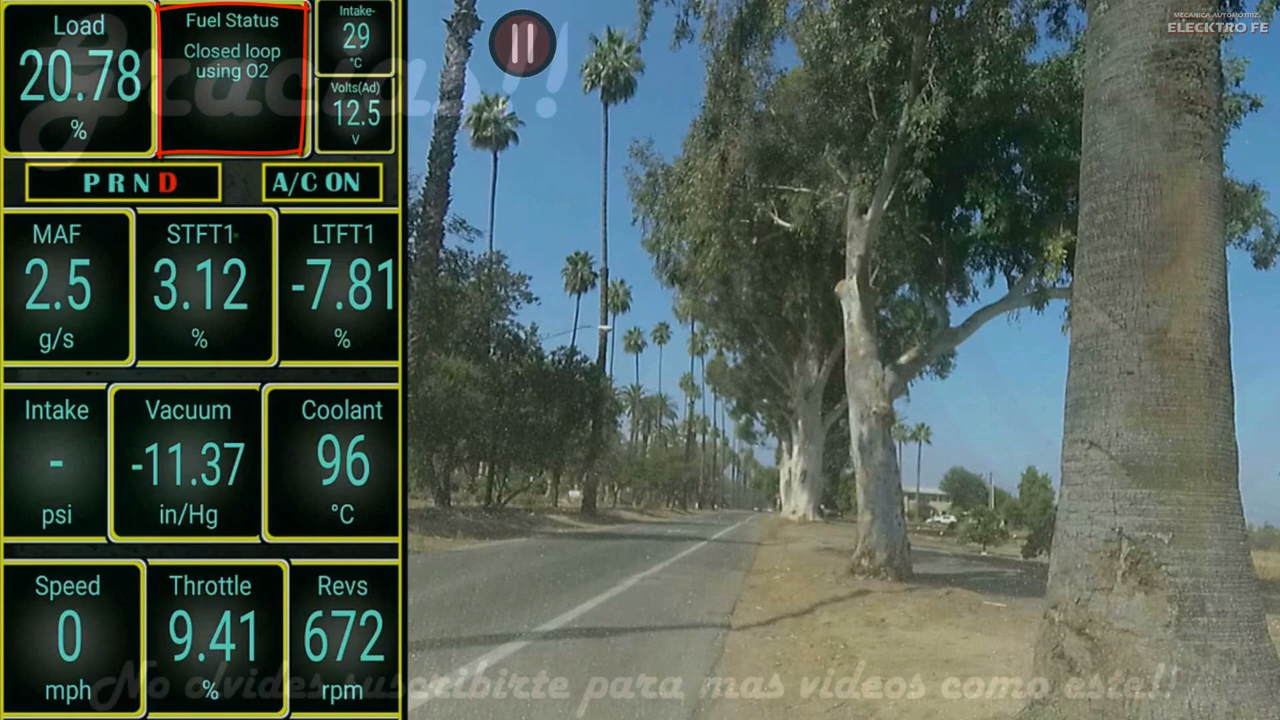 Load
20.78
%
Fuel Status
Closed loop
using O2
Intake-
29
°C
Volts(Ad)
12.5
V
MECANICA AUTOMOTRIZ
ELECKTRO FE
Gracias!!!
P R N D
A/C ON
MAF
2.5
g/s
STFT1
3.12
%
LTFT1
-7.81
%
Intake
-
psi
Vacuum
-11.37
in/Hg
Coolant
96
°C
Speed
0
mph
Throttle
9.41
%
Revs
672
rpm
No olvides suscribirte para mas videos como este!!